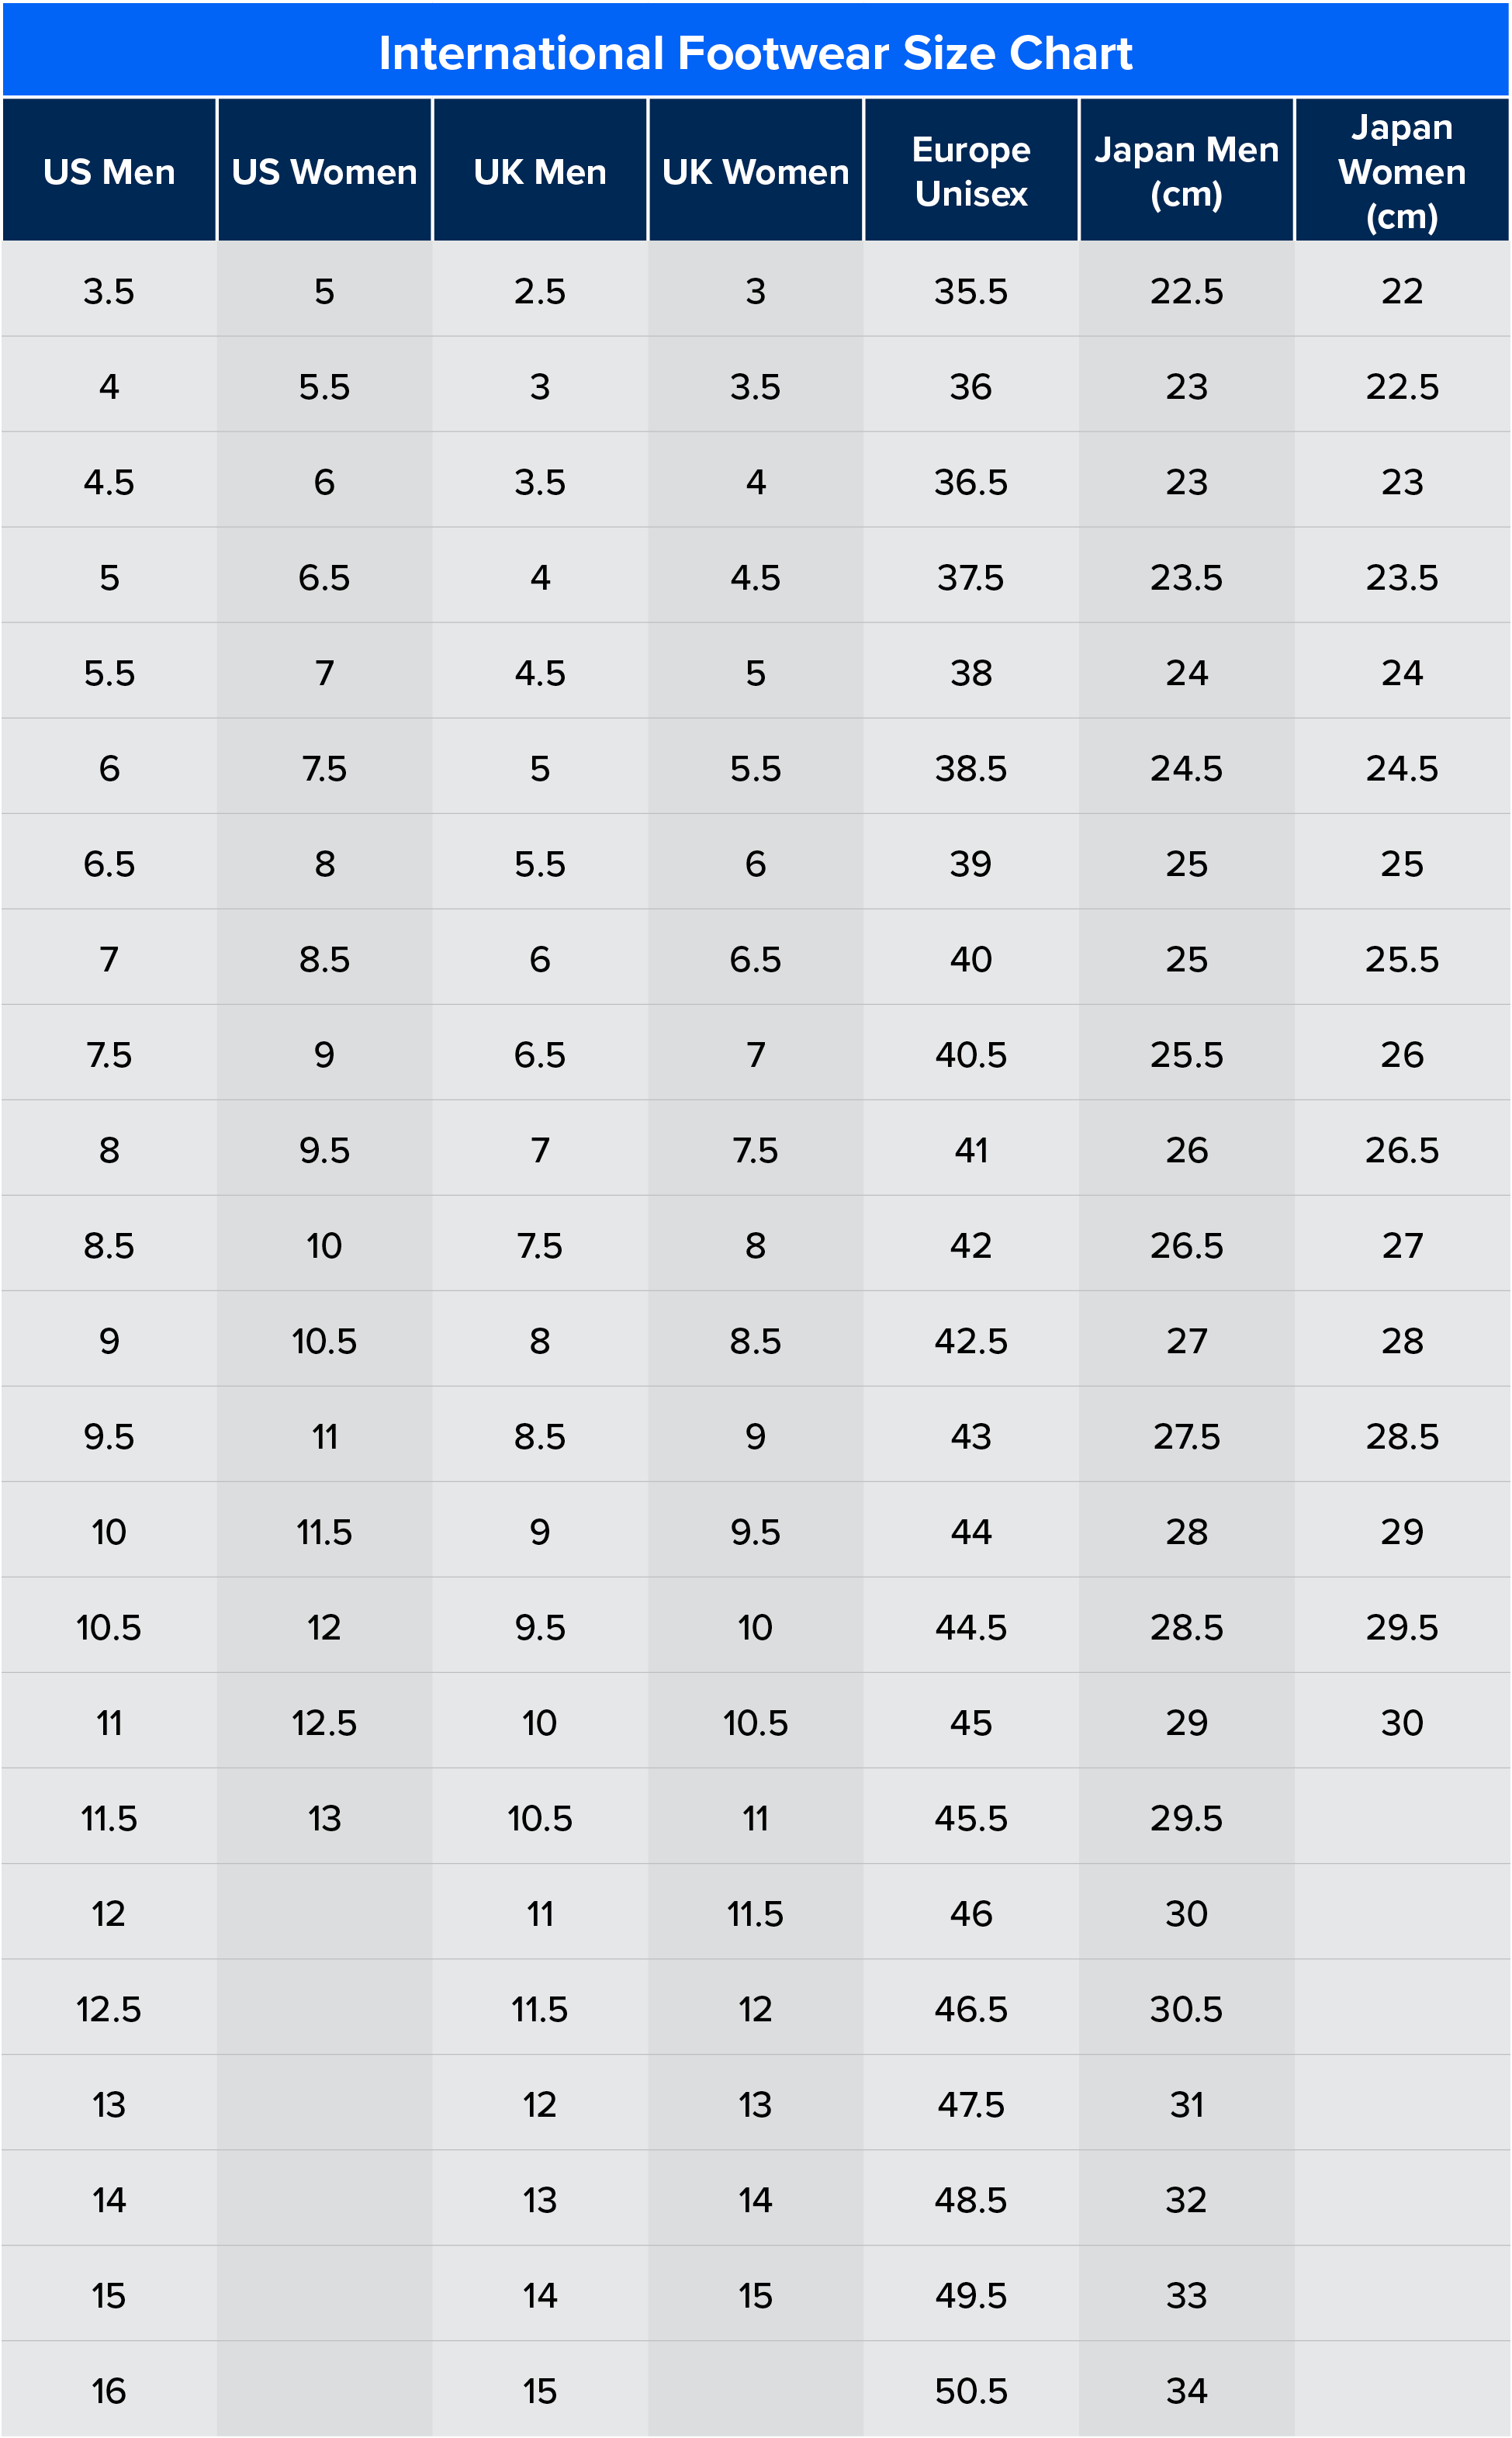 International Footwear Size Chart
US Men US Women UK Men UK Women Europe Unisex Japan Men (cm) Japan Women (cm)
3.5 5 2.5 3 35.5 22.5 22
4 5.5 3 3.5 36 23 22.5
4.5 6 3.5 4 36.5 23 23
5 6.5 4 4.5 37.5 23.5 23.5
5.5 7 4.5 5 38 24 24
6 7.5 5 5.5 38.5 24.5 24.5
6.5 8 5.5 6 39 25 25
7 8.5 6 6.5 40 25 25.5
7.5 9 6.5 7 40.5 25.5 26
8 9.5 7 7.5 41 26 26.5
8.5 10 7.5 8 42 26.5 27
9 10.5 8 8.5 42.5 27 28
9.5 11 8.5 9 43 27.5 28.5
10 11.5 9 9.5 44 28 29
10.5 12 9.5 10 44.5 28.5 29.5
11 12.5 10 10.5 45 29 30
11.5 13 10.5 11 45.5 29.5
12 11 11.5 46 30
12.5 11.5 12 46.5 30.5
13 12 13 47.5 31
14 13 14 48.5 32
15 14 15 49.5 33
16 15 50.5 34